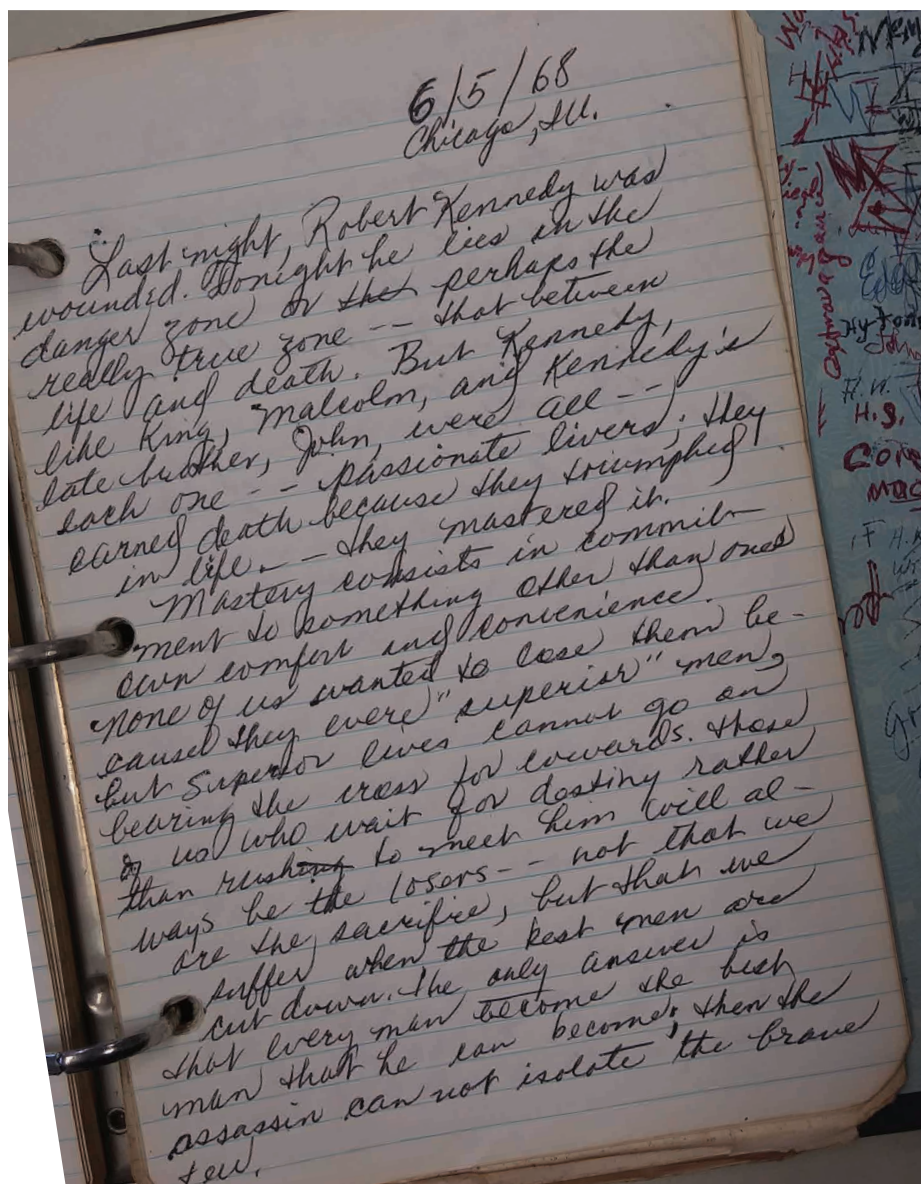 6/5/68
Chicago, Ill.
Last night, Robert Kennedy was
wounded. Tonight he lies in the
danger zone or the perhaps the
really true zone -- that between
life and death. But Kennedy,
like King, Malcolm, and Kennedy's
late brother, John, were all --
each one -- passionate livers; they
earned death because they triumphed
in life -- they mastered it.
Mastery consists in commit-
ment to something other than ones
own comfort and convenience.
None of us wanted to lose them be-
cause they were "superior" men,
but superior lives cannot go on
bearing the cross for cowards. Those
of us who wait for destiny rather
than rushing to meet him will al-
ways be the losers -- not that we
are the sacrifice, but that we
suffer when the best men are
cut down. The only answer is
that every man become the best
man that he can become; then the
assassin can not isolate the brave
few.
H.S.